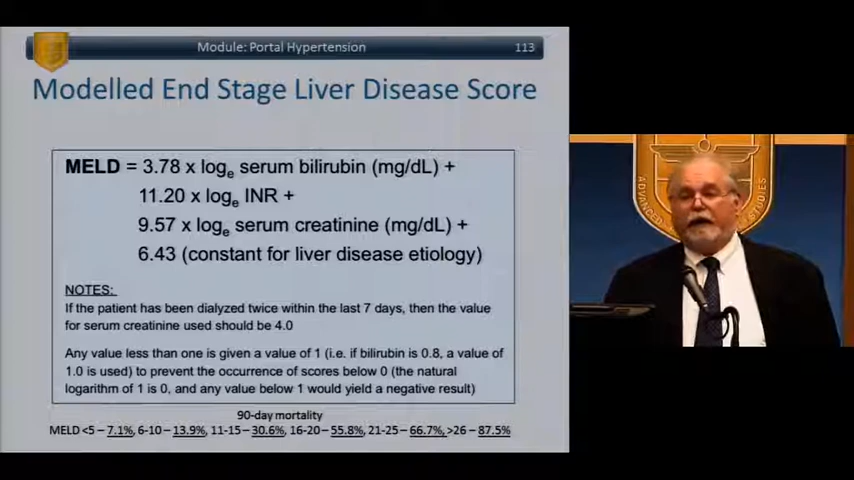 Module: Portal Hypertension
113
Modelled End Stage Liver Disease Score
MELD = 3.78 x logₑ serum bilirubin (mg/dL) +
11.20 x logₑ INR +
9.57 x logₑ serum creatinine (mg/dL) +
6.43 (constant for liver disease etiology)
NOTES:
If the patient has been dialyzed twice within the last 7 days, then the value
for serum creatinine used should be 4.0
Any value less than one is given a value of 1 (i.e. if bilirubin is 0.8, a value of
1.0 is used) to prevent the occurrence of scores below 0 (the natural
logarithm of 1 is 0, and any value below 1 would yield a negative result)
90-day mortality
MELD <5 – 7.1%, 6-10 – 13.9%, 11-15 – 30.6%, 16-20 – 55.8%, 21-25 – 66.7%, >26 – 87.5%
ADVANCED
STUDIES